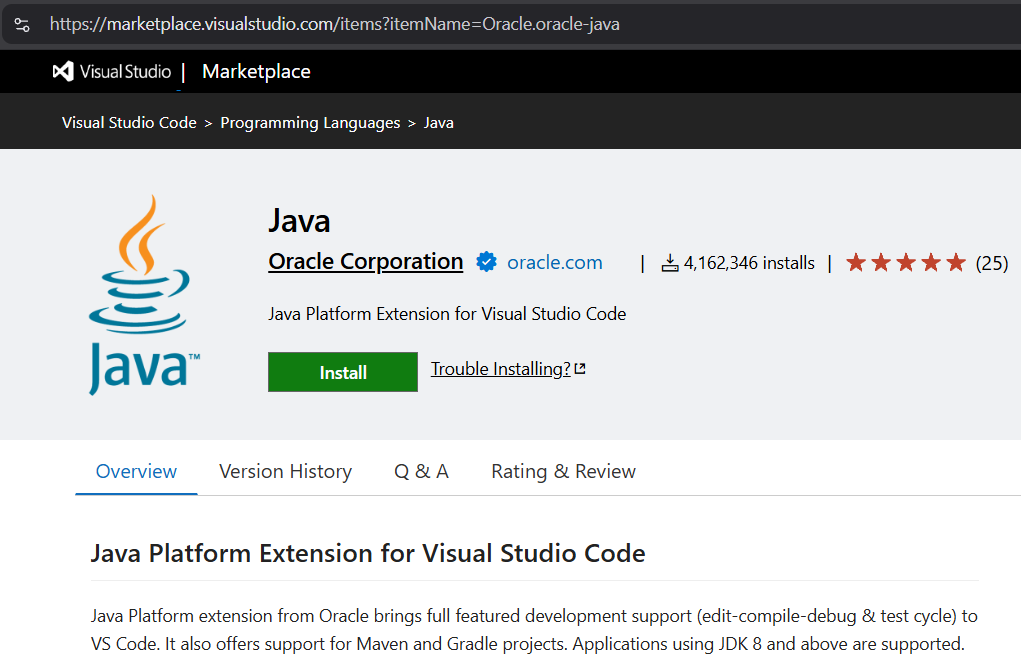 https://marketplace.visualstudio.com/items?itemName=Oracle.oracle-java
Visual Studio | Marketplace
Visual Studio Code > Programming Languages > Java
Java
Oracle Corporation oracle.com | 4,162,346 installs | (25)
Java Platform Extension for Visual Studio Code
Install Trouble Installing?
Java™
Overview Version History Q & A Rating & Review
Java Platform Extension for Visual Studio Code
Java Platform extension from Oracle brings full featured development support (edit-compile-debug & test cycle) to
VS Code. It also offers support for Maven and Gradle projects. Applications using JDK 8 and above are supported.